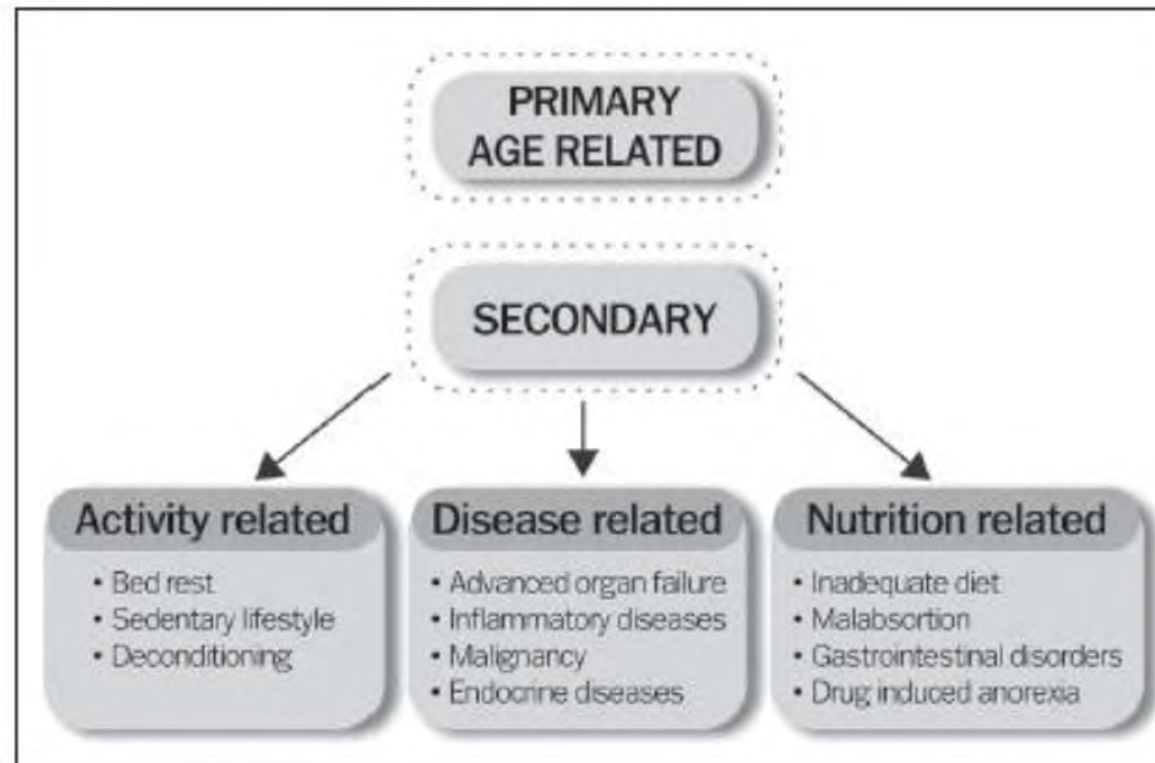 PRIMARY
AGE RELATED
SECONDARY
Activity related
• Bed rest
• Sedentary lifestyle
• Deconditioning
Disease related
• Advanced organ failure
• Inflammatory diseases
• Malignancy
• Endocrine diseases
Nutrition related
• Inadequate diet
• Malabsortion
• Gastrointestinal disorders
• Drug induced anorexia